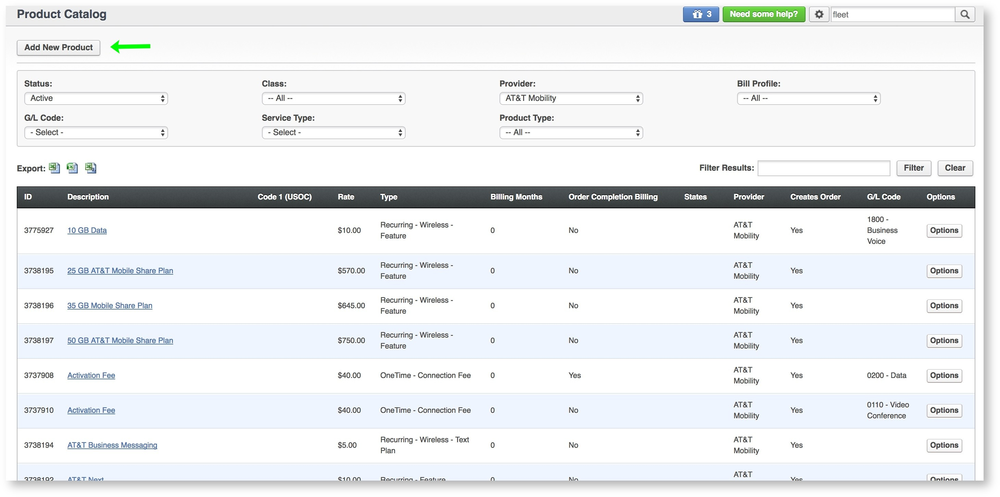 Product Catalog
3
Need some help?
fleet
Add New Product
Status:
Class:
Provider:
Bill Profile:
Active
-- All --
AT&T Mobility
-- All --
G/L Code:
Service Type:
Product Type:
- Select -
- Select -
-- All --
Export:
Filter Results:
Filter
Clear
ID Description Code 1 (USOC) Rate Type Billing Months Order Completion Billing States Provider Creates Order G/L Code Options
3775927 10 GB Data $10.00 Recurring - Wireless - Feature 0 No AT&T Mobility Yes 1800 - Business Voice Options
3738195 25 GB AT&T Mobile Share Plan $570.00 Recurring - Wireless - Feature 0 No AT&T Mobility Yes Options
3738196 35 GB Mobile Share Plan $645.00 Recurring - Wireless - Feature 0 No AT&T Mobility Yes Options
3738197 50 GB AT&T Mobile Share Plan $750.00 Recurring - Wireless - Feature 0 No AT&T Mobility Yes Options
3737908 Activation Fee $40.00 OneTime - Connection Fee 0 Yes AT&T Mobility Yes 0200 - Data Options
3737910 Activation Fee $40.00 OneTime - Connection Fee 0 No AT&T Mobility Yes 0110 - Video Conference Options
3738194 AT&T Business Messaging $5.00 Recurring - Wireless - Text Plan 0 No AT&T Mobility Yes Options
3738192 AT&T Next $10.00 Recurring - Feature 0 No AT&T Yes Options